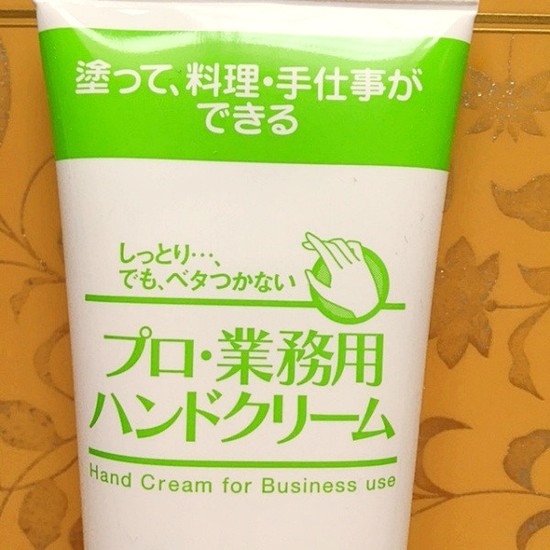 塗って、料理・手仕事が
できる
しっとり…、
でも、ベタつかない
プロ・業務用
ハンドクリーム
Hand Cream for Business use